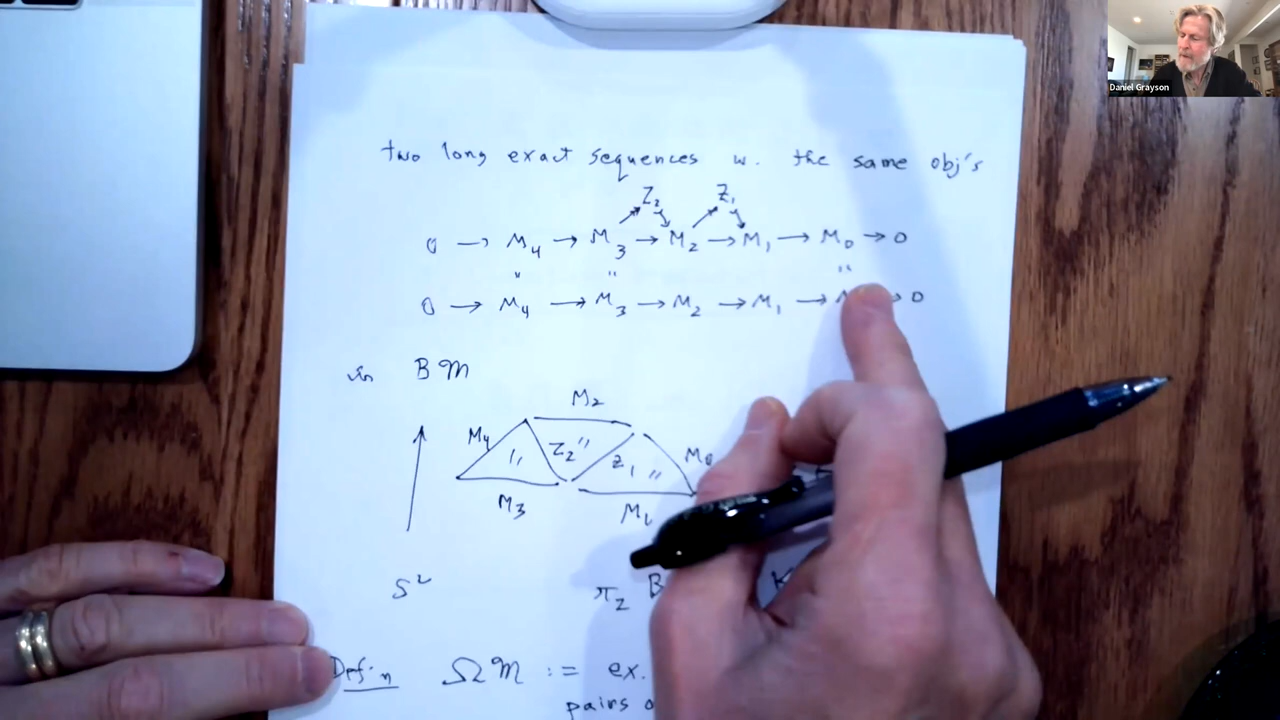 Daniel Grayson
two long exact sequences w. the same obj's
Z₂ Z₁
0 → M₄ → M₃ → M₂ → M₁ → M₀ → 0
" " "
0 → M₄ → M₃ → M₂ → M₁ → M → 0
in B𝓜
M₂
M₄ " Z₂ " Z₁ " M₀
M₃ M₁
S² π₂ B K
Def'n Ω𝓜 := ex.
pairs o